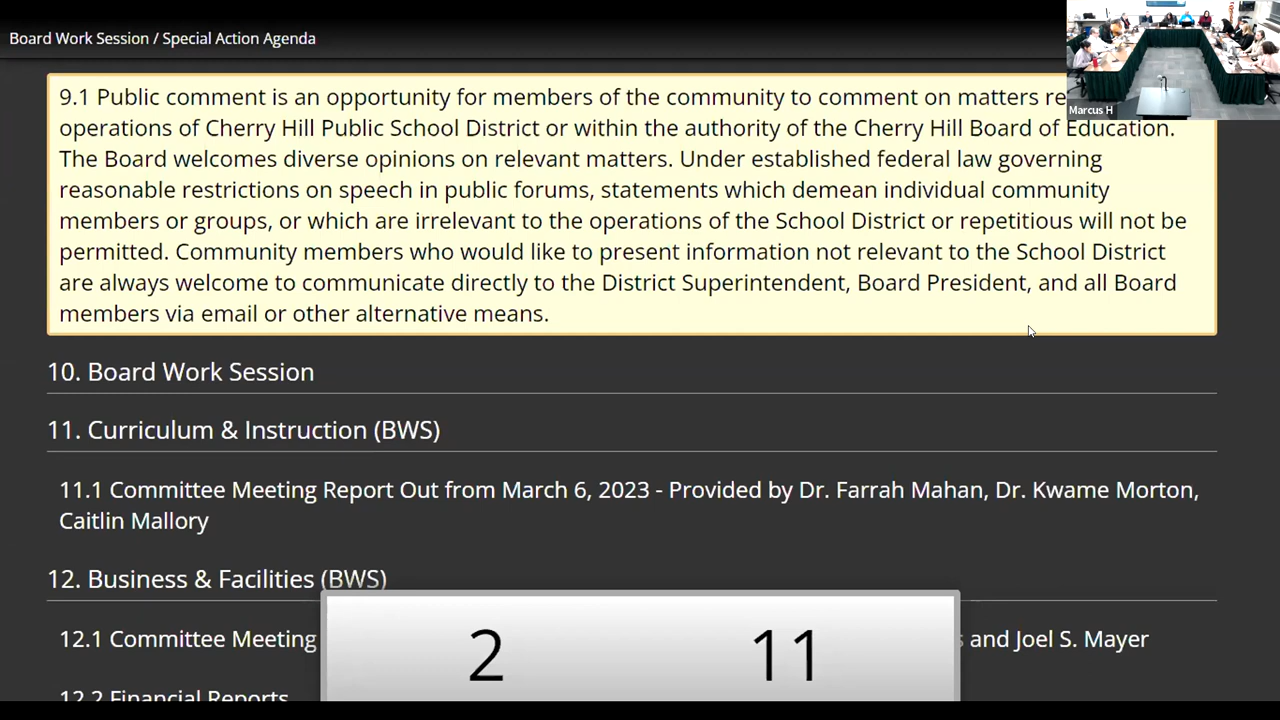 Board Work Session / Special Action Agenda
Marcus H
9.1 Public comment is an opportunity for members of the community to comment on matters re
operations of Cherry Hill Public School District or within the authority of the Cherry Hill Board of Education.
The Board welcomes diverse opinions on relevant matters. Under established federal law governing
reasonable restrictions on speech in public forums, statements which demean individual community
members or groups, or which are irrelevant to the operations of the School District or repetitious will not be
permitted. Community members who would like to present information not relevant to the School District
are always welcome to communicate directly to the District Superintendent, Board President, and all Board
members via email or other alternative means.
10. Board Work Session
11. Curriculum & Instruction (BWS)
11.1 Committee Meeting Report Out from March 6, 2023 - Provided by Dr. Farrah Mahan, Dr. Kwame Morton,
Caitlin Mallory
12. Business & Facilities (BWS)
12.1 Committee Meeting s and Joel S. Mayer
12.2 Financial Reports
2 11